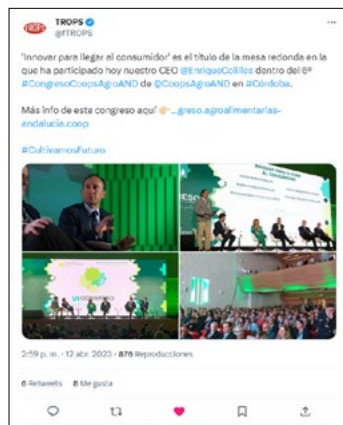 TROPS
@fTROPS
'Innovar para llegar al consumidor' es el título de la mesa redonda en la
que ha participado hoy nuestro CEO @EnriqueColilles dentro del 6º
#CongresoCoopsAgroAND de @CoopsAgroAND en #Córdoba.
Más info de este congreso aquí 👉 ...greso.agroalimentarias-
andalucia.coop
#CultivamosFuturo
2:59 p. m. · 12 abr. 2023 · 876 Reproducciones
6 Retweets 8 Me gusta